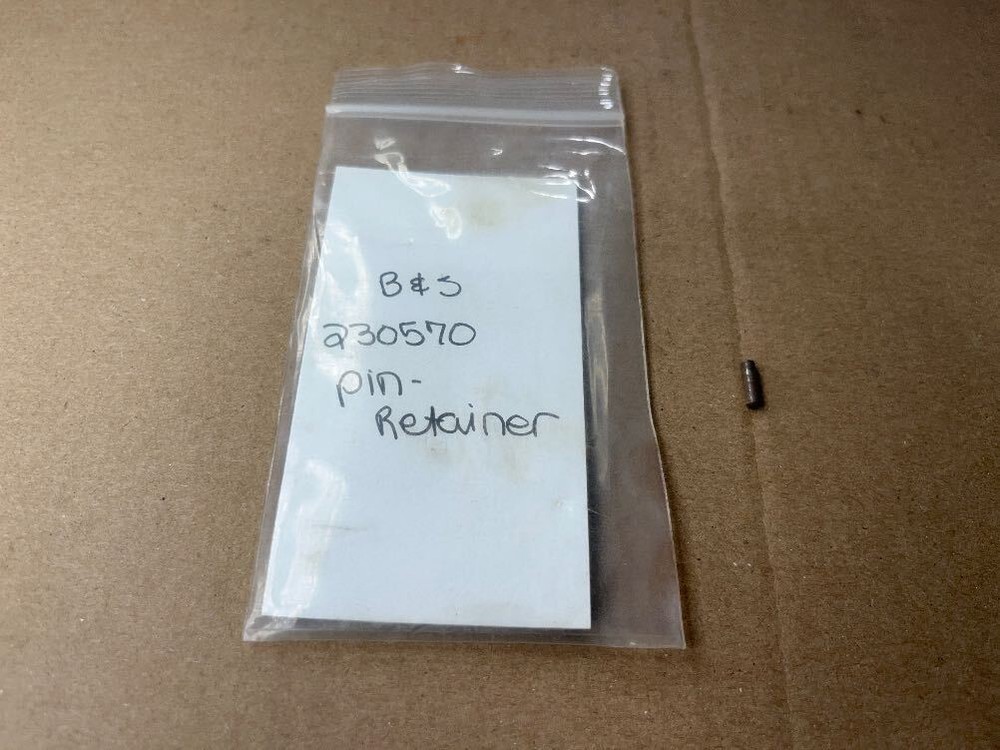 B & S
230570
pin-
Retainer